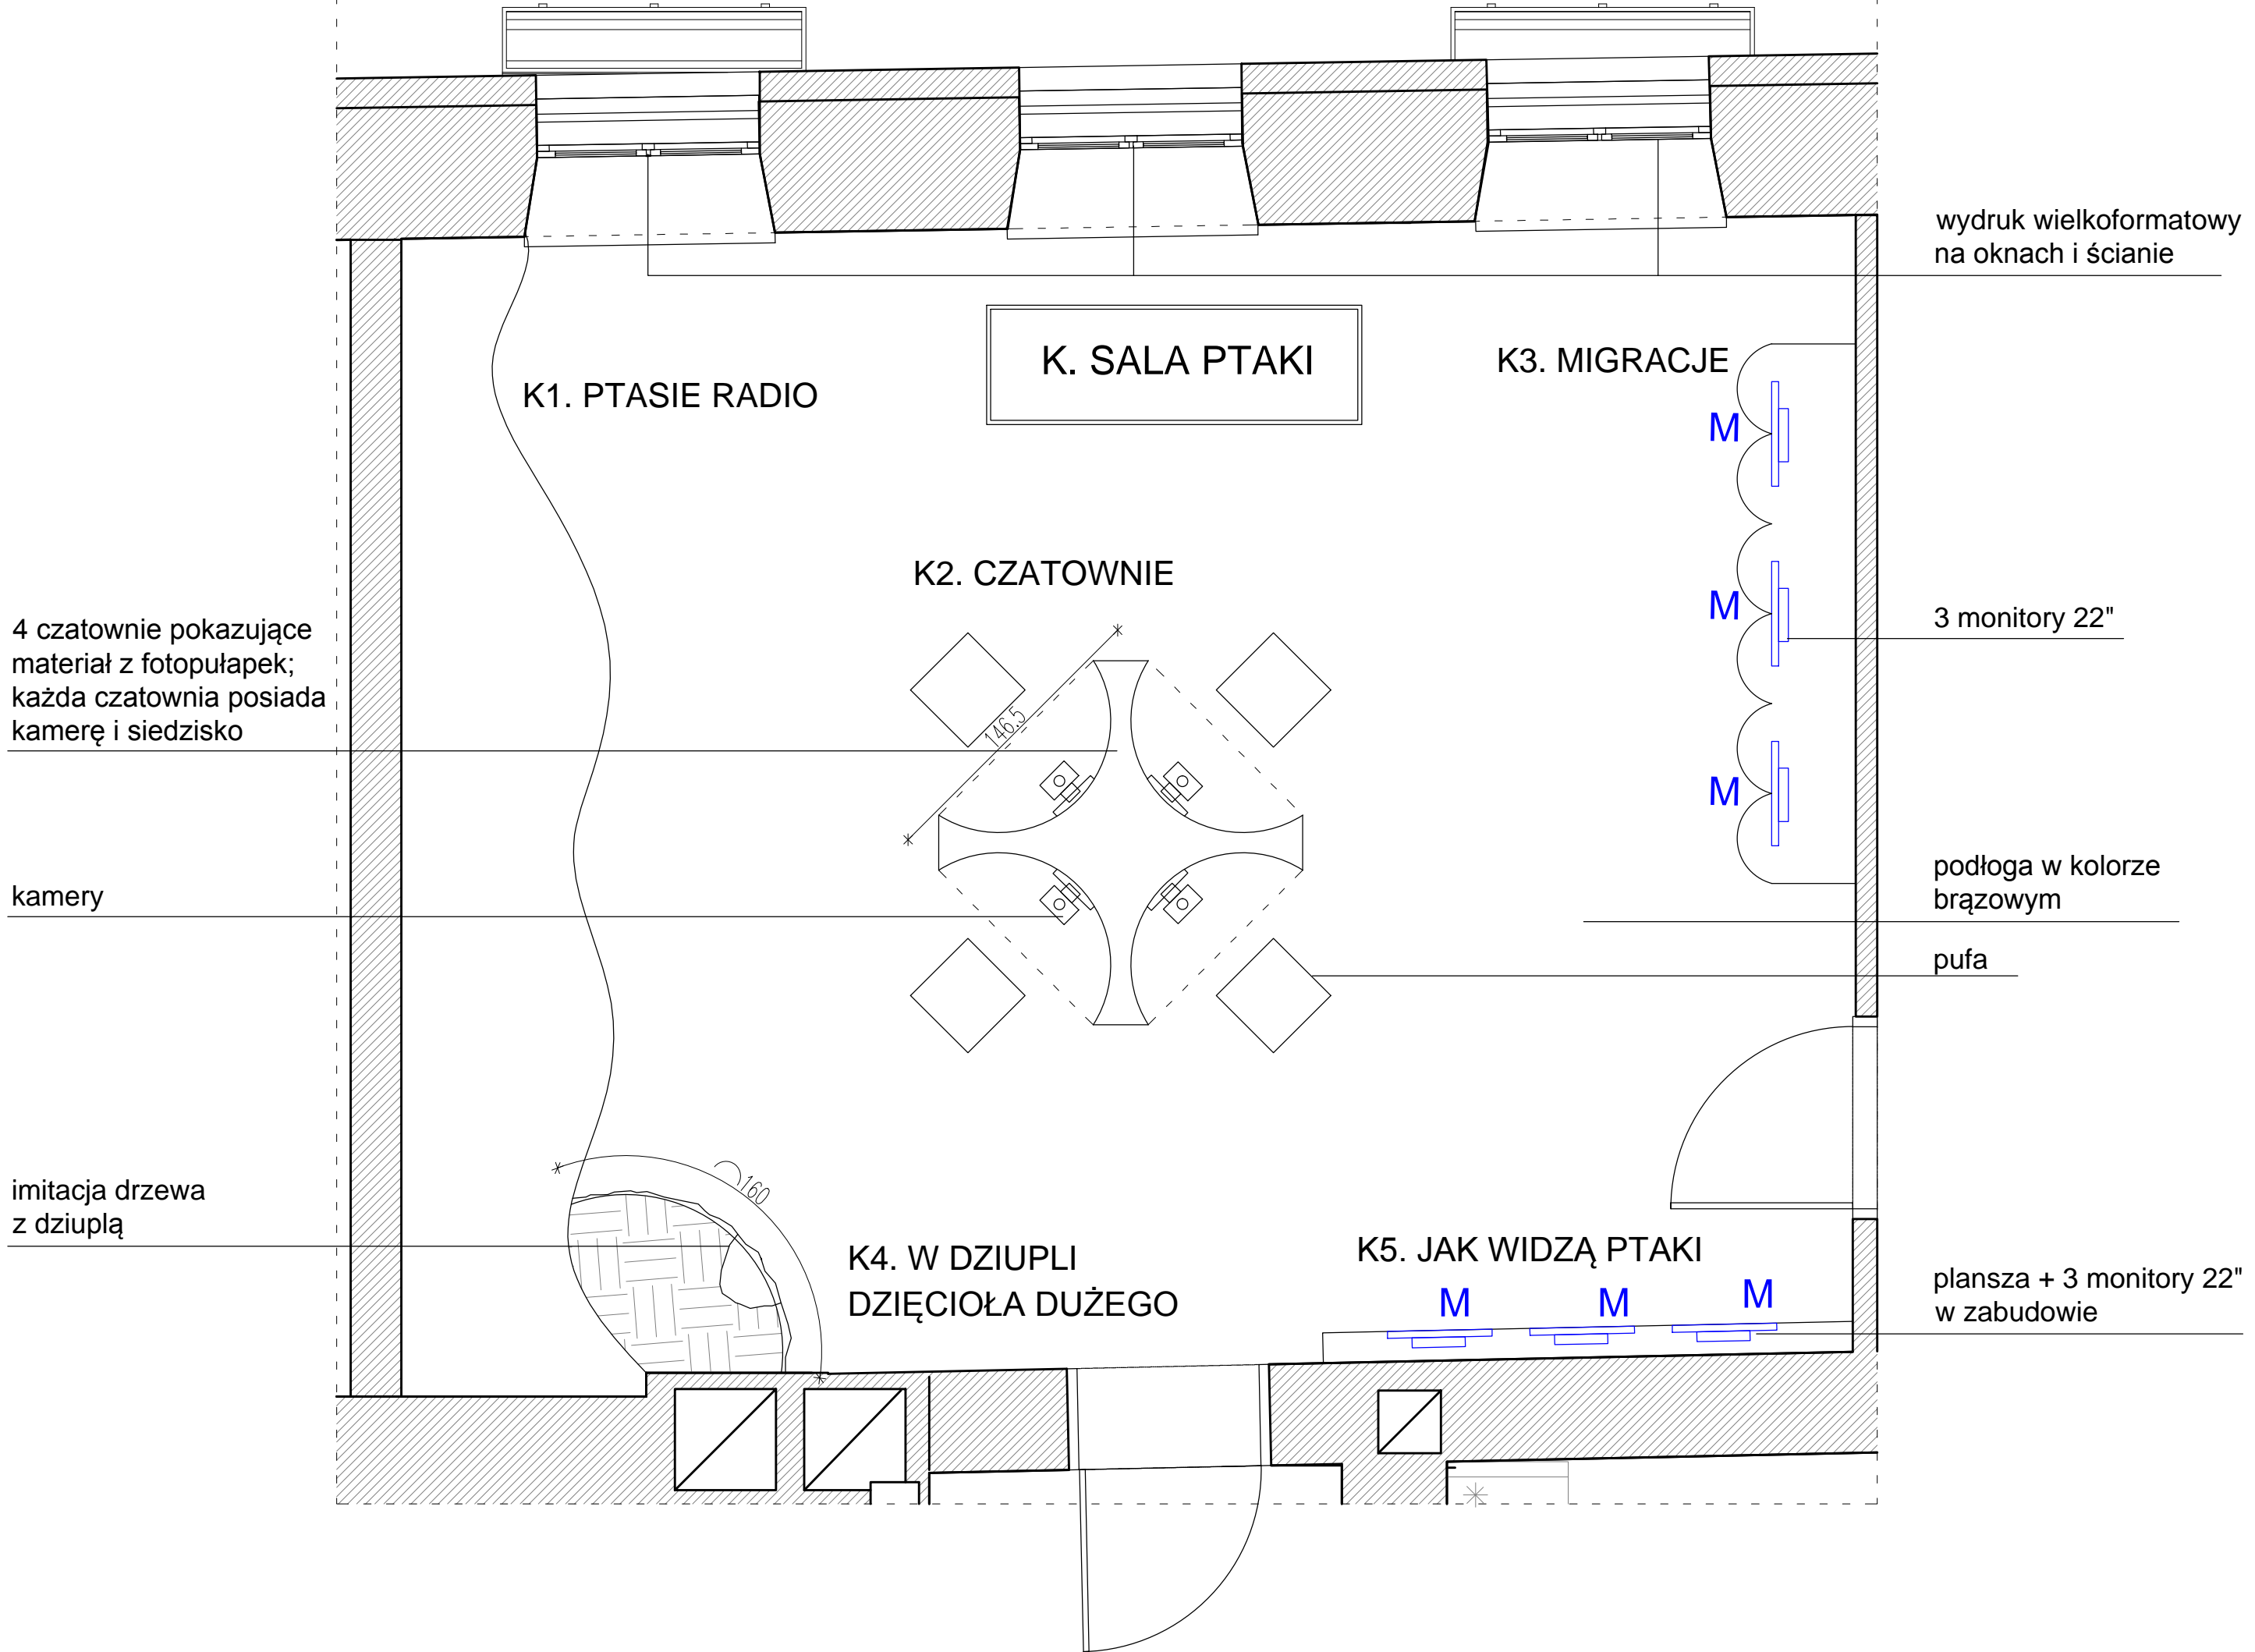 wydruk wielkoformatowy
na oknach i ścianie
K. SALA PTAKI
K3. MIGRACJE
K1. PTASIE RADIO
M
K2. CZATOWNIE
M
3 monitory 22"
4 czatownie pokazujące
materiał z fotopułapek;
każda czatownia posiada
kamerę i siedzisko
146.5
M
kamery
podłoga w kolorze
brązowym
pufa
imitacja drzewa
z dziuplą
160
K4. W DZIUPLI
DZIĘCIOŁA DUŻEGO
K5. JAK WIDZĄ PTAKI
M M M
plansza + 3 monitory 22"
w zabudowie